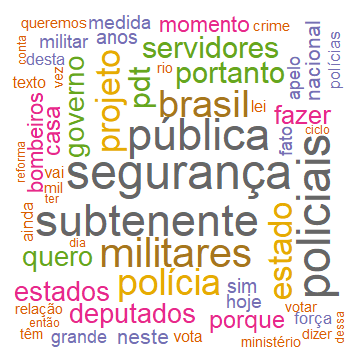 queremos medida momento crime
conta
desta
militar anos servidores
apelo
nacional
polícias
texto
vez
governo
projeto
pdt
rio
portanto
bombeiros
casa
brasil lei fazer
pública
fato
ciclo
reforma
vai
mil
ter
segurança
policiais
ainda
subtenente
dia
quero militares
estado
polícia
estados sim
hoje
votar
relação
então
deputados porque força
têm grande neste vota dizer
ministério
dessa